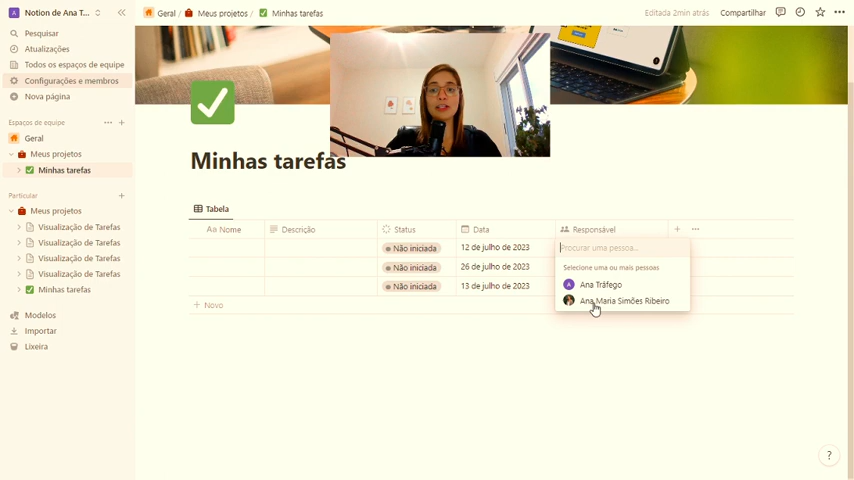 A Notion de Ana T...
Geral / Meus projetos / Minhas tarefas
Editada 2min atrás Compartilhar
Pesquisar
Atualizações
Todos os espaços de equipe
Configurações e membros
Nova página
Espaços de equipe
Geral
Meus projetos
Minhas tarefas
Particular
Meus projetos
Visualização de Tarefas
Visualização de Tarefas
Visualização de Tarefas
Visualização de Tarefas
Minhas tarefas
Modelos
Importar
Lixeira
Minhas tarefas
Tabela
Aa Nome Descrição Status Data Responsável
Não iniciada 12 de julho de 2023
Não iniciada 26 de julho de 2023
Não iniciada 13 de julho de 2023
Novo
Procurar uma pessoa...
Selecione uma ou mais pessoas
A Ana Tráfego
Ana Maria Simões Ribeiro
?